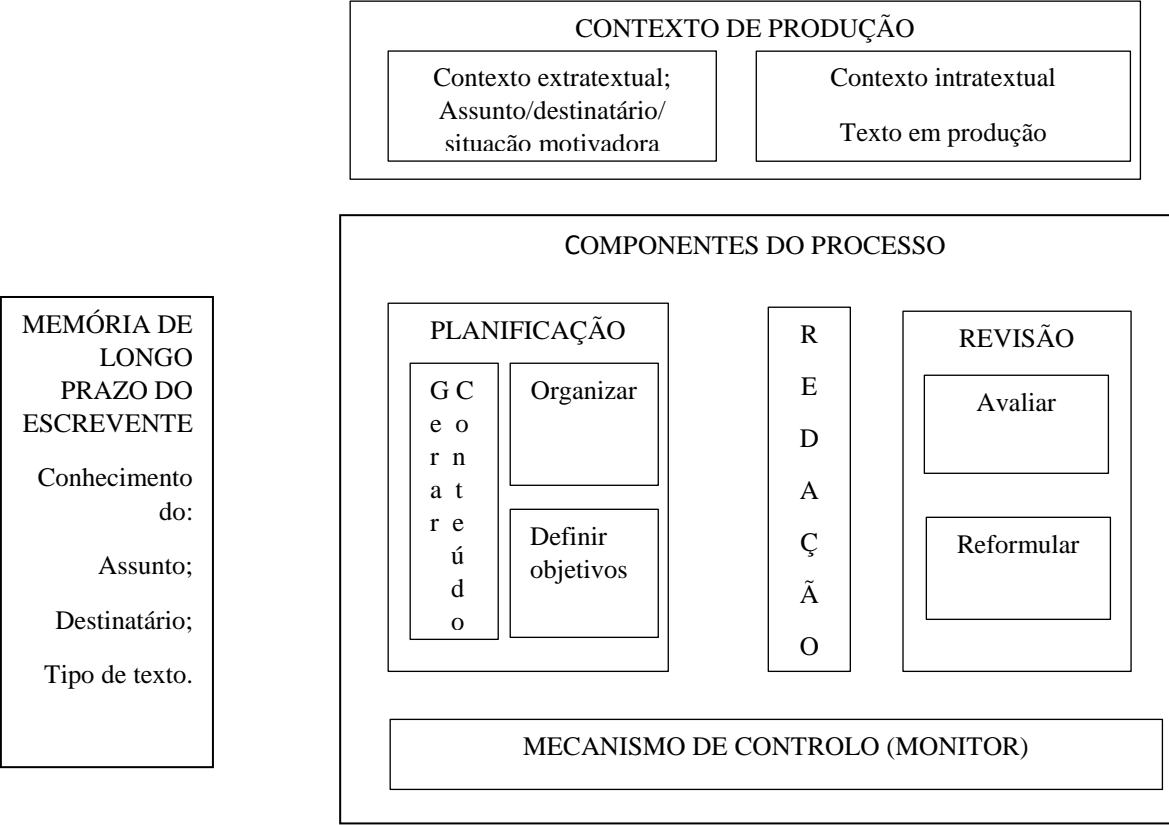 CONTEXTO DE PRODUÇÃO
Contexto extratextual;
Assunto/destinatário/
situação motivadora
Contexto intratextual
Texto em produção
COMPONENTES DO PROCESSO
MEMÓRIA DE
LONGO
PRAZO DO
ESCREVENTE
Conhecimento
do:
Assunto;
Destinatário;
Tipo de texto.
PLANIFICAÇÃO
Gerar
Conteúdo
Organizar
Definir
objetivos
REDAÇÃO
REVISÃO
Avaliar
Reformular
MECANISMO DE CONTROLO (MONITOR)